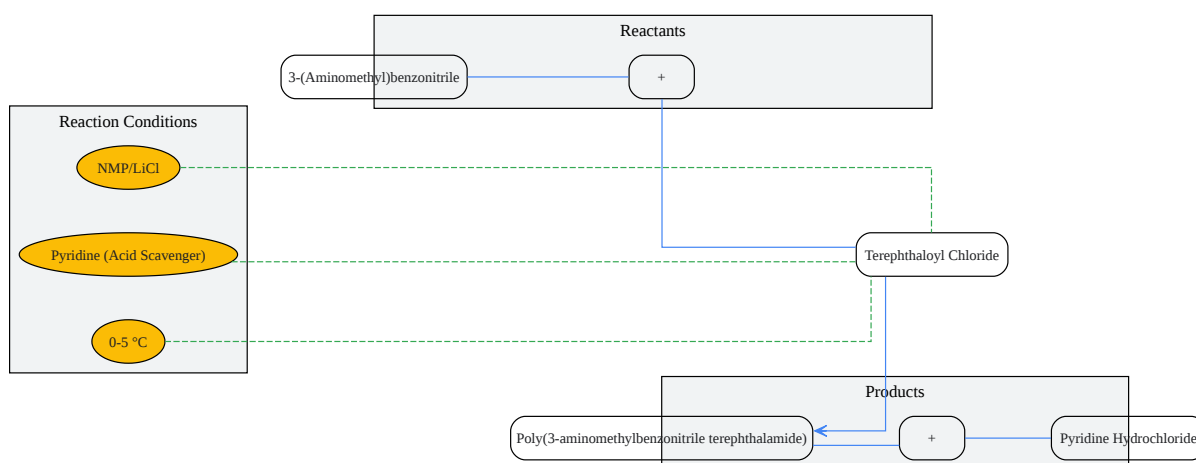 Reactants
3-(Aminomethyl)benzonitrile
+
Reaction Conditions
NMP/LiCl
Pyridine (Acid Scavenger)
Terephthaloyl Chloride
0-5 °C
Products
Poly(3-aminomethylbenzonitrile terephthalamide)
+
Pyridine Hydrochloride